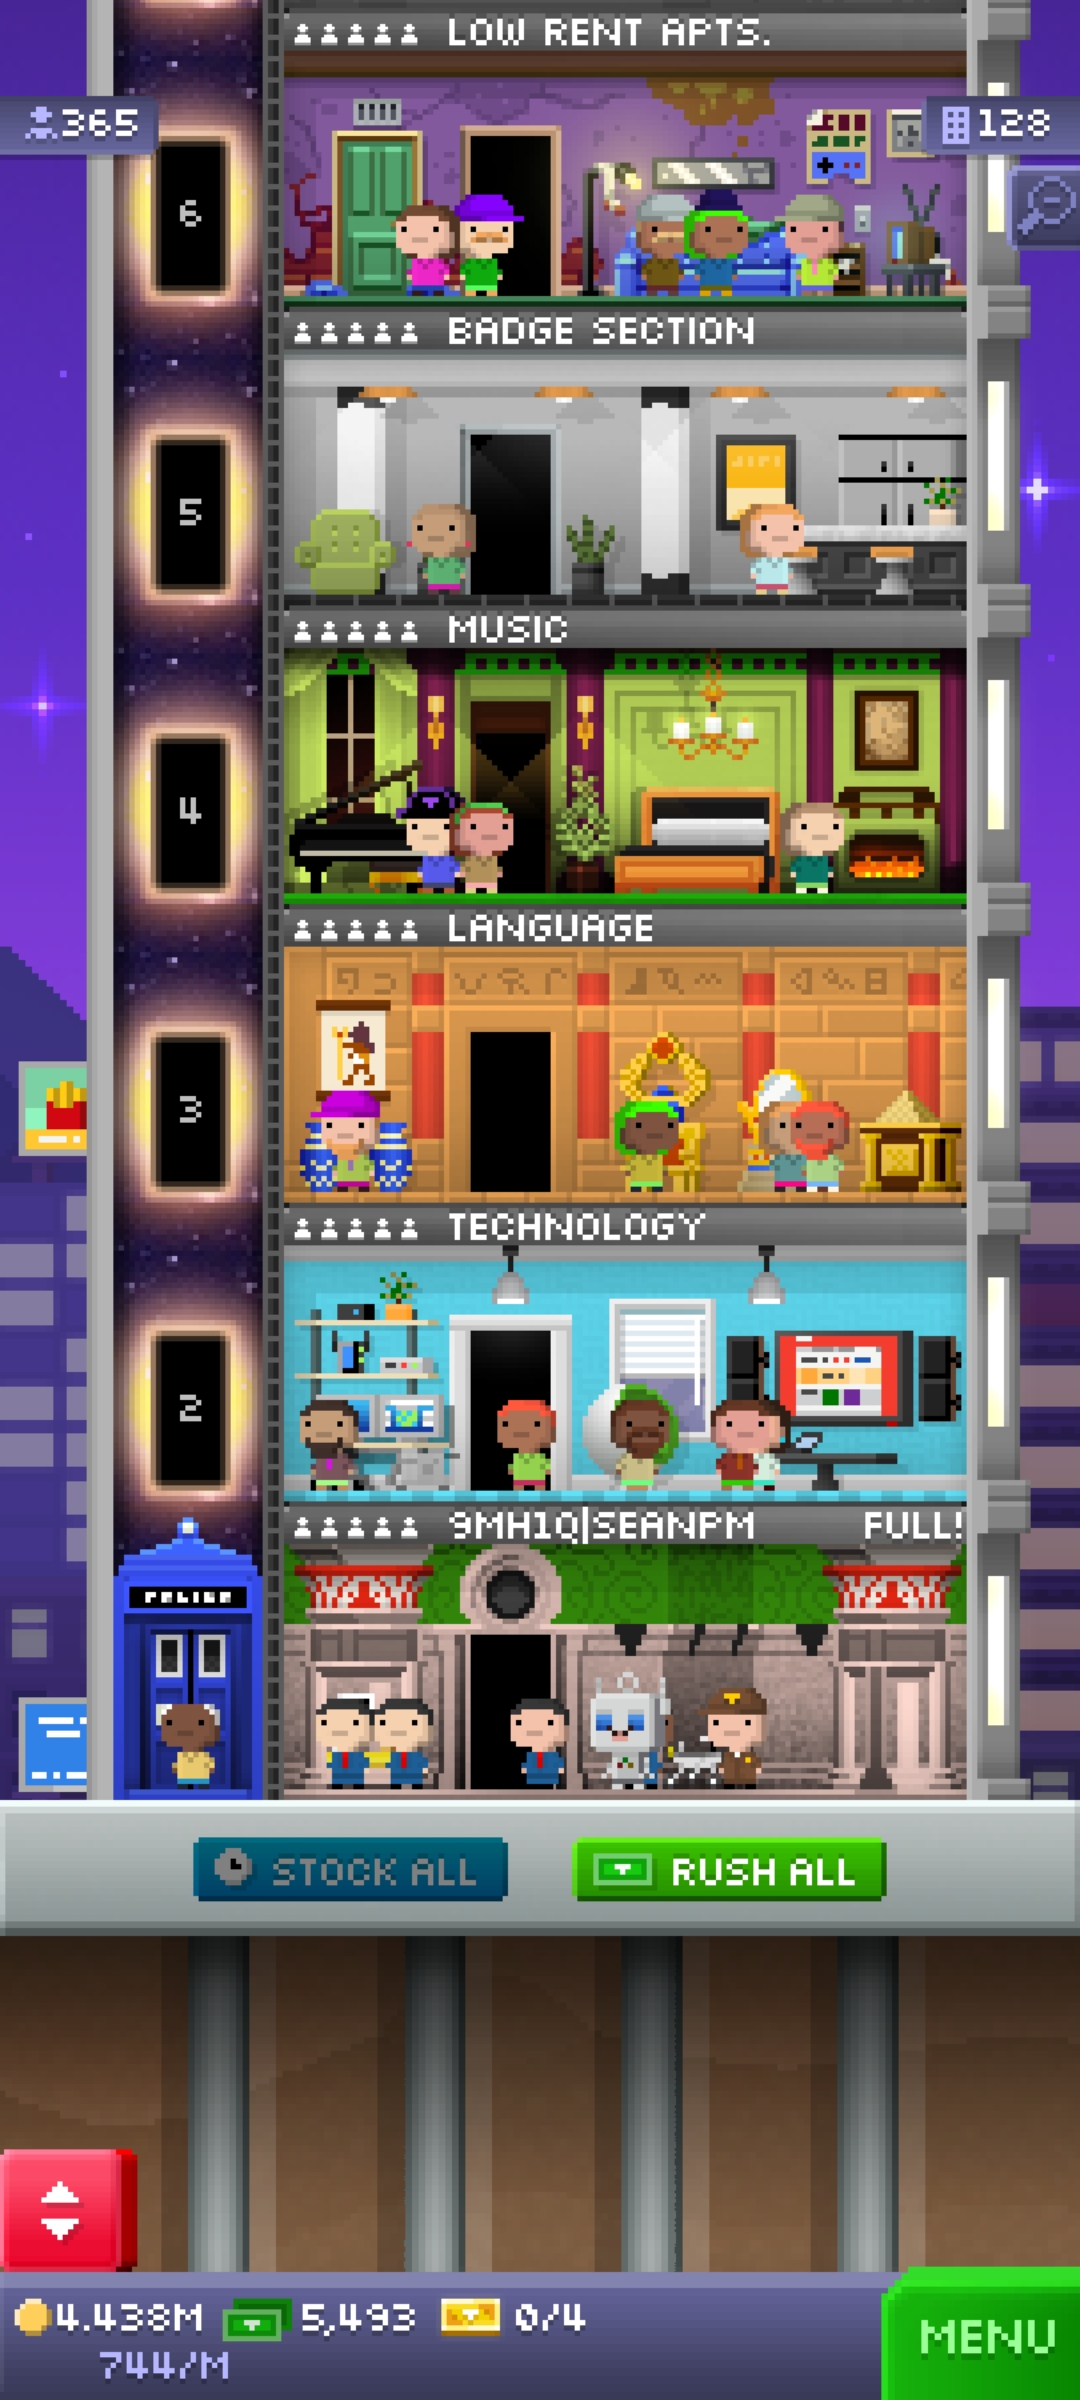 LOW RENT APTS.
365
128
6
BADGE SECTION
5
MUSIC
4
LANGUAGE
3
TECHNOLOGY
2
9MH1Q|SEANPM FULL!
POLICE
STOCK ALL
RUSH ALL
4.438M 5,493 0/4
744/M
MENU